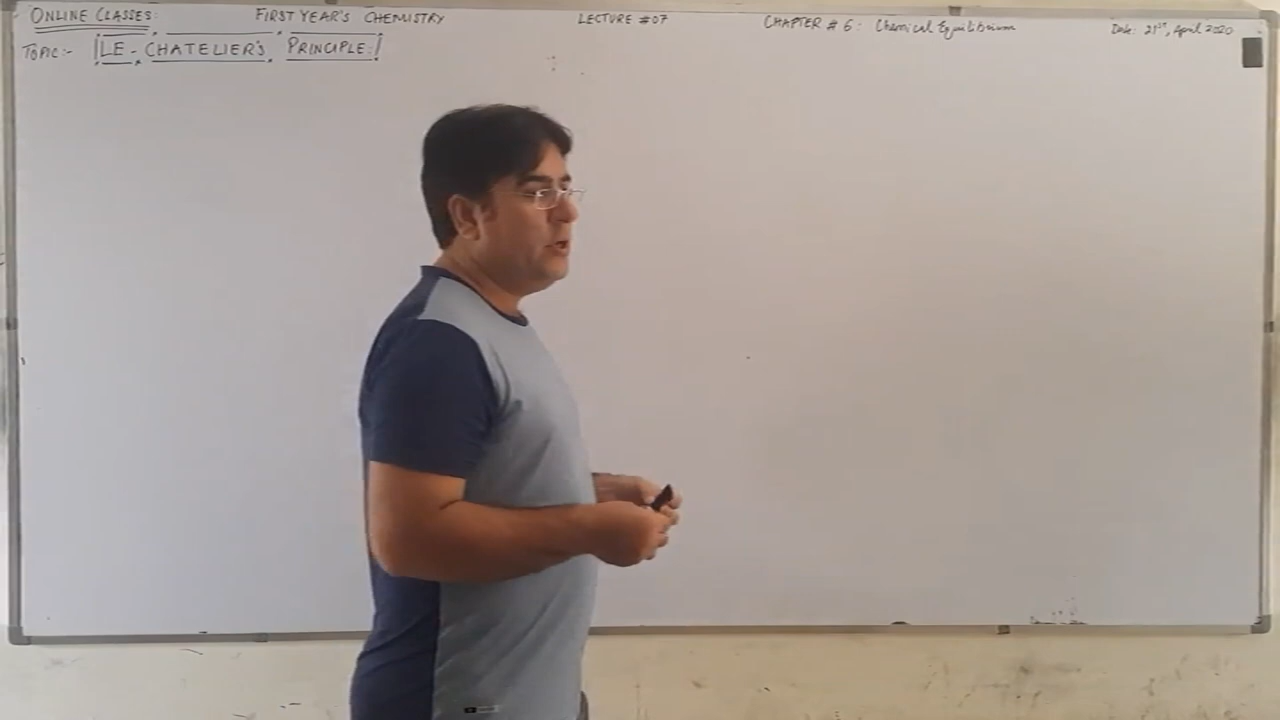 ONLINE CLASSES: FIRST YEAR'S CHEMISTRY LECTURE #07 CHAPTER # 6: Chemical Equilibrium Date: 21ST, April 2020
TOPIC:- LE-CHATELIER'S PRINCIPLE: